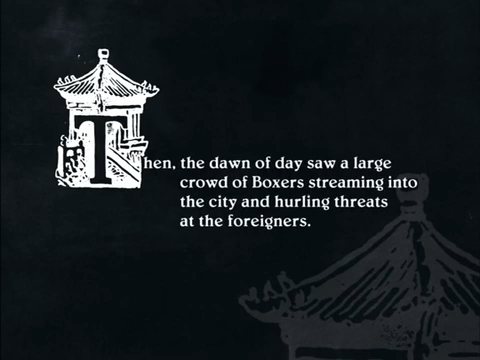 Then, the dawn of day saw a large
crowd of Boxers streaming into
the city and hurling threats
at the foreigners.